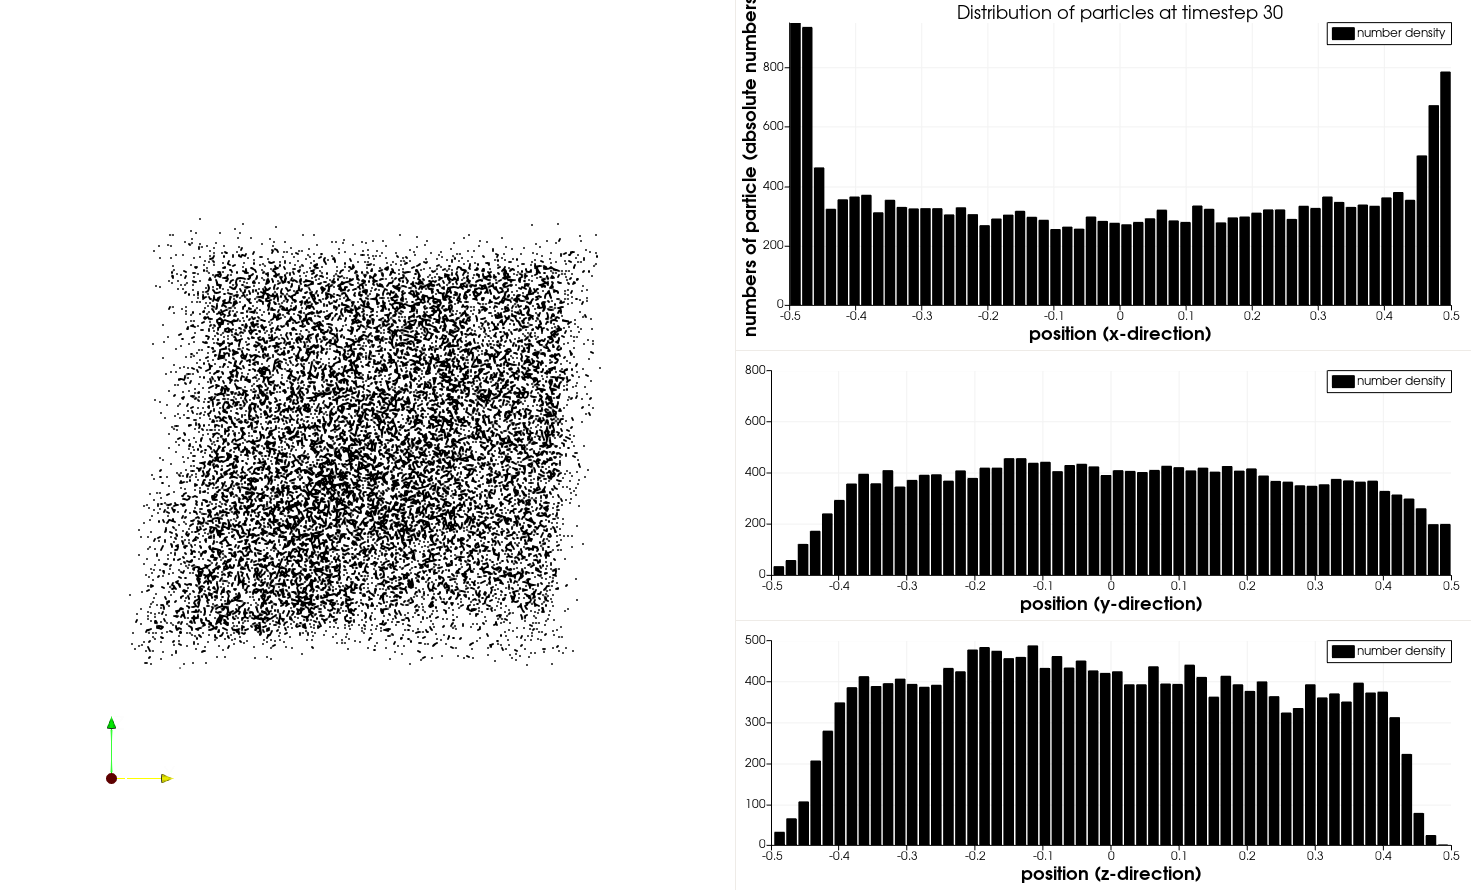 Distribution of particles at timestep 30
numbers of particle (absolute numbers
number density
800
600
400
200
0
-0.5 -0.4 -0.3 -0.2 -0.1 0 0.1 0.2 0.3 0.4 0.5
position (x-direction)
number density
800
600
400
200
0
-0.5 -0.4 -0.3 -0.2 -0.1 0 0.1 0.2 0.3 0.4 0.5
position (y-direction)
number density
500
400
300
200
100
0
-0.5 -0.4 -0.3 -0.2 -0.1 0 0.1 0.2 0.3 0.4 0.5
position (z-direction)